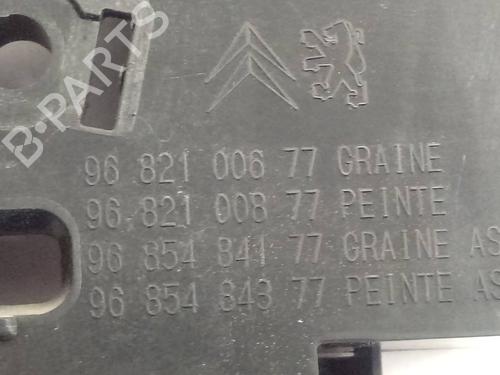 B-PARTS
96 821 006 77 GRAINE
96 821 008 77 PEINTE
96 854 841 77 GRAINE AS
96 854 843 77 PEINTE AS